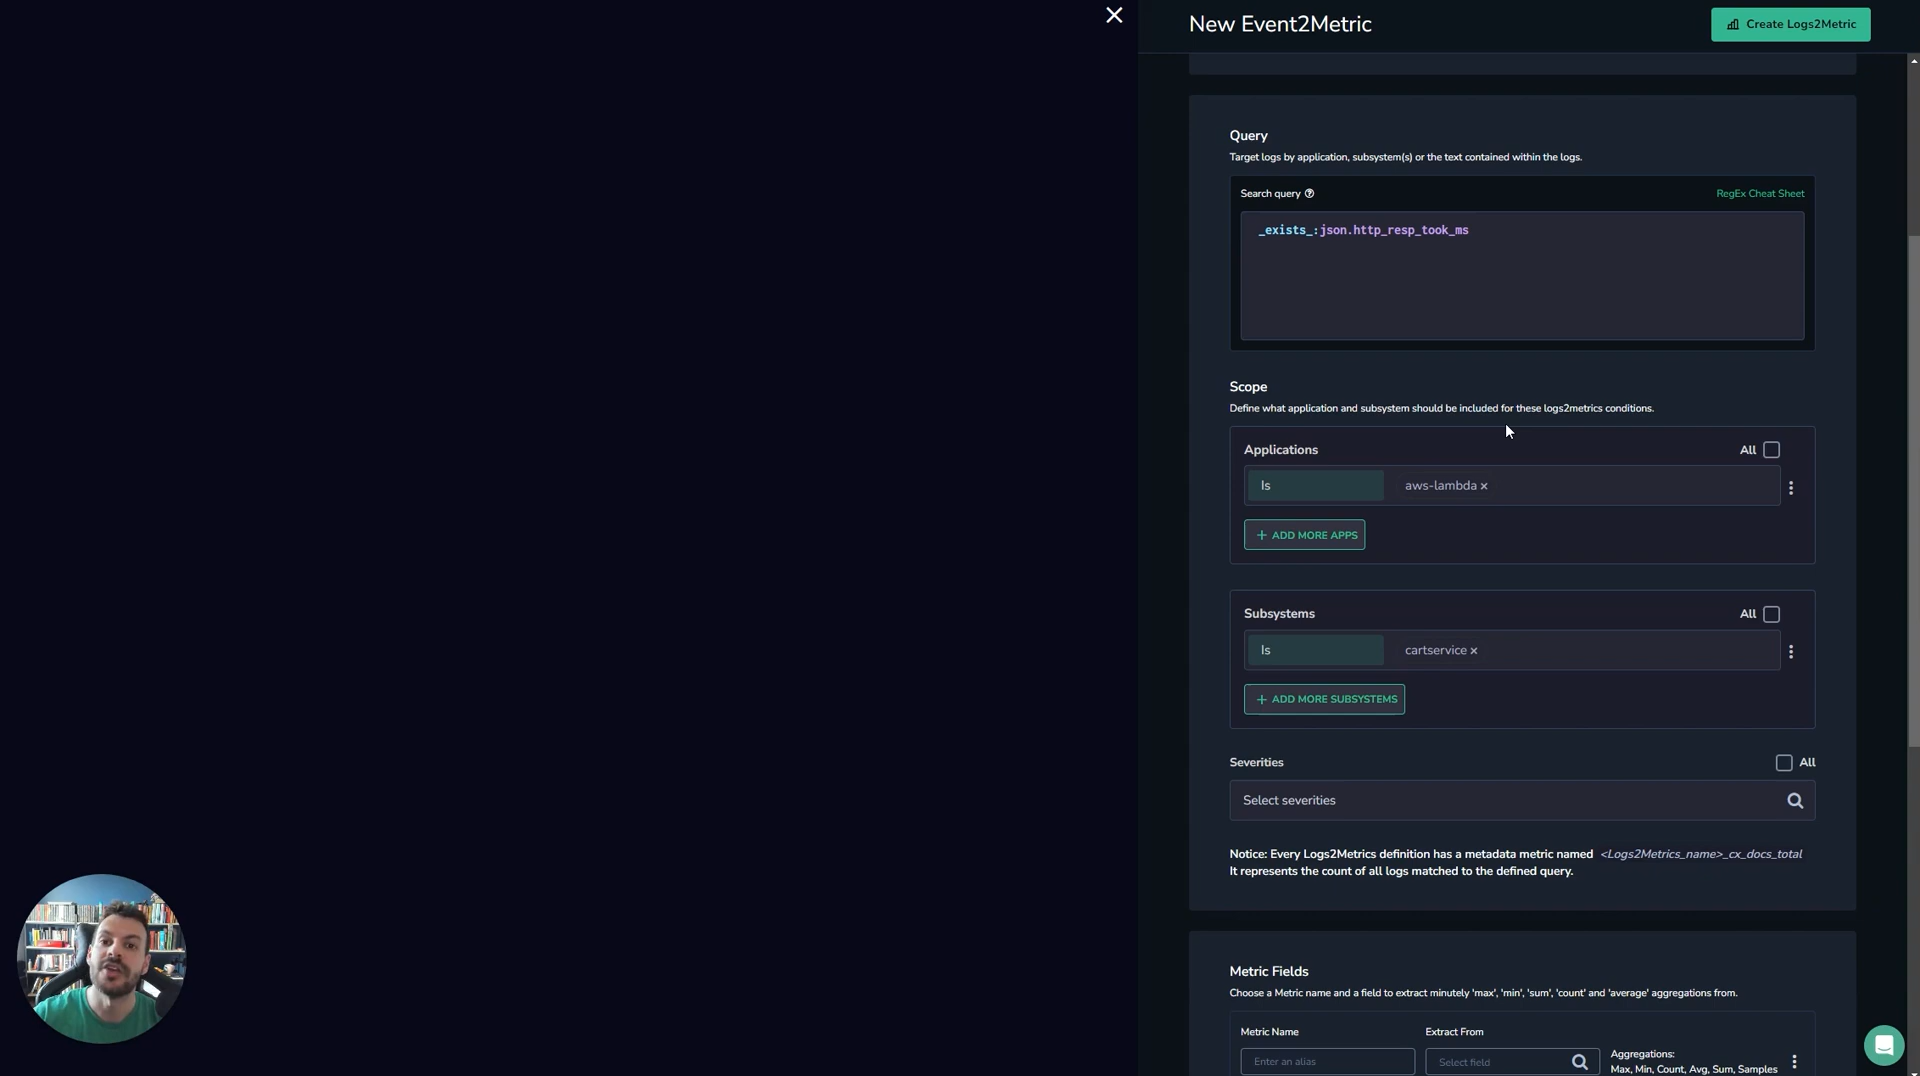 New Event2Metric
Create Logs2Metric
Query
Target logs by application, subsystem(s) or the text contained within the logs.
Search query
RegEx Cheat Sheet
_exists_:json.http_resp_took_ms
Scope
Define what application and subsystem should be included for these logs2metrics conditions.
Applications
All
Is
aws-lambda ×
+ ADD MORE APPS
Subsystems
All
Is
cartservice ×
+ ADD MORE SUBSYSTEMS
Severities
All
Select severities
Notice: Every Logs2Metrics definition has a metadata metric named <Logs2Metrics_name>_cx_docs_total
It represents the count of all logs matched to the defined query.
Metric Fields
Choose a Metric name and a field to extract minutely 'max', 'min', 'sum', 'count' and 'average' aggregations from.
Metric Name
Extract From
Enter an alias
Select field
Aggregations:
Max, Min, Count, Avg, Sum, Samples